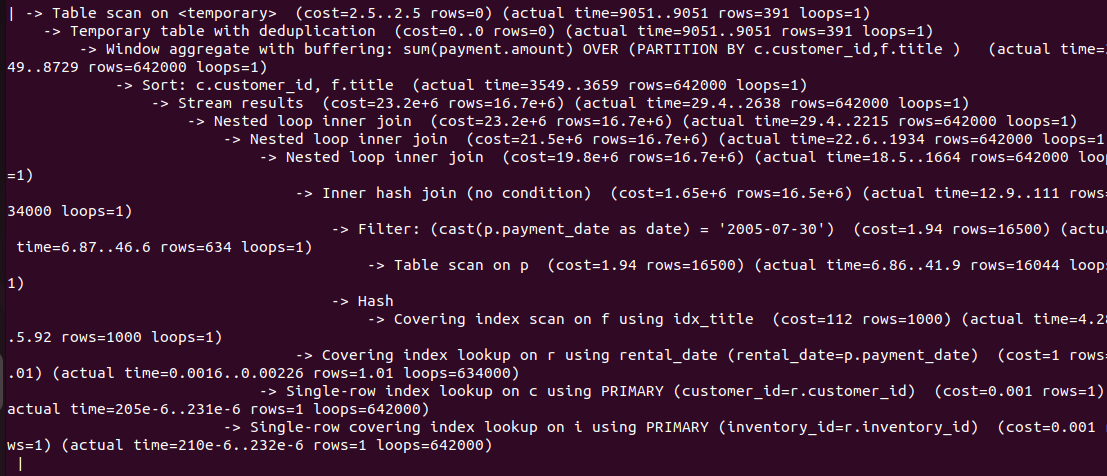 | -> Table scan on <temporary>  (cost=2.5..2.5 rows=0) (actual time=9051..9051 rows=391 loops=1)
-> Temporary table with deduplication  (cost=0..0 rows=0) (actual time=9051..9051 rows=391 loops=1)
-> Window aggregate with buffering: sum(payment.amount) OVER (PARTITION BY c.customer_id,f.title )   (actual time=
49..8729 rows=642000 loops=1)
-> Sort: c.customer_id, f.title  (actual time=3549..3659 rows=642000 loops=1)
-> Stream results  (cost=23.2e+6 rows=16.7e+6) (actual time=29.4..2638 rows=642000 loops=1)
-> Nested loop inner join  (cost=23.2e+6 rows=16.7e+6) (actual time=29.4..2215 rows=642000 loops=1)
-> Nested loop inner join  (cost=21.5e+6 rows=16.7e+6) (actual time=22.6..1934 rows=642000 loops=1
-> Nested loop inner join  (cost=19.8e+6 rows=16.7e+6) (actual time=18.5..1664 rows=642000 loo
=1)
-> Inner hash join (no condition)  (cost=1.65e+6 rows=16.5e+6) (actual time=12.9..111 rows=
34000 loops=1)
-> Filter: (cast(p.payment_date as date) = '2005-07-30')  (cost=1.94 rows=16500) (actu
time=6.87..46.6 rows=634 loops=1)
-> Table scan on p  (cost=1.94 rows=16500) (actual time=6.86..41.9 rows=16044 loop
1)
-> Hash
-> Covering index scan on f using idx_title  (cost=112 rows=1000) (actual time=4.28
.5.92 rows=1000 loops=1)
-> Covering index lookup on r using rental_date (rental_date=p.payment_date)  (cost=1 rows=
.01) (actual time=0.0016..0.00226 rows=1.01 loops=634000)
-> Single-row index lookup on c using PRIMARY (customer_id=r.customer_id)  (cost=0.001 rows=1)
actual time=205e-6..231e-6 rows=1 loops=642000)
-> Single-row covering index lookup on i using PRIMARY (inventory_id=r.inventory_id)  (cost=0.001
ws=1) (actual time=210e-6..232e-6 rows=1 loops=642000)
|